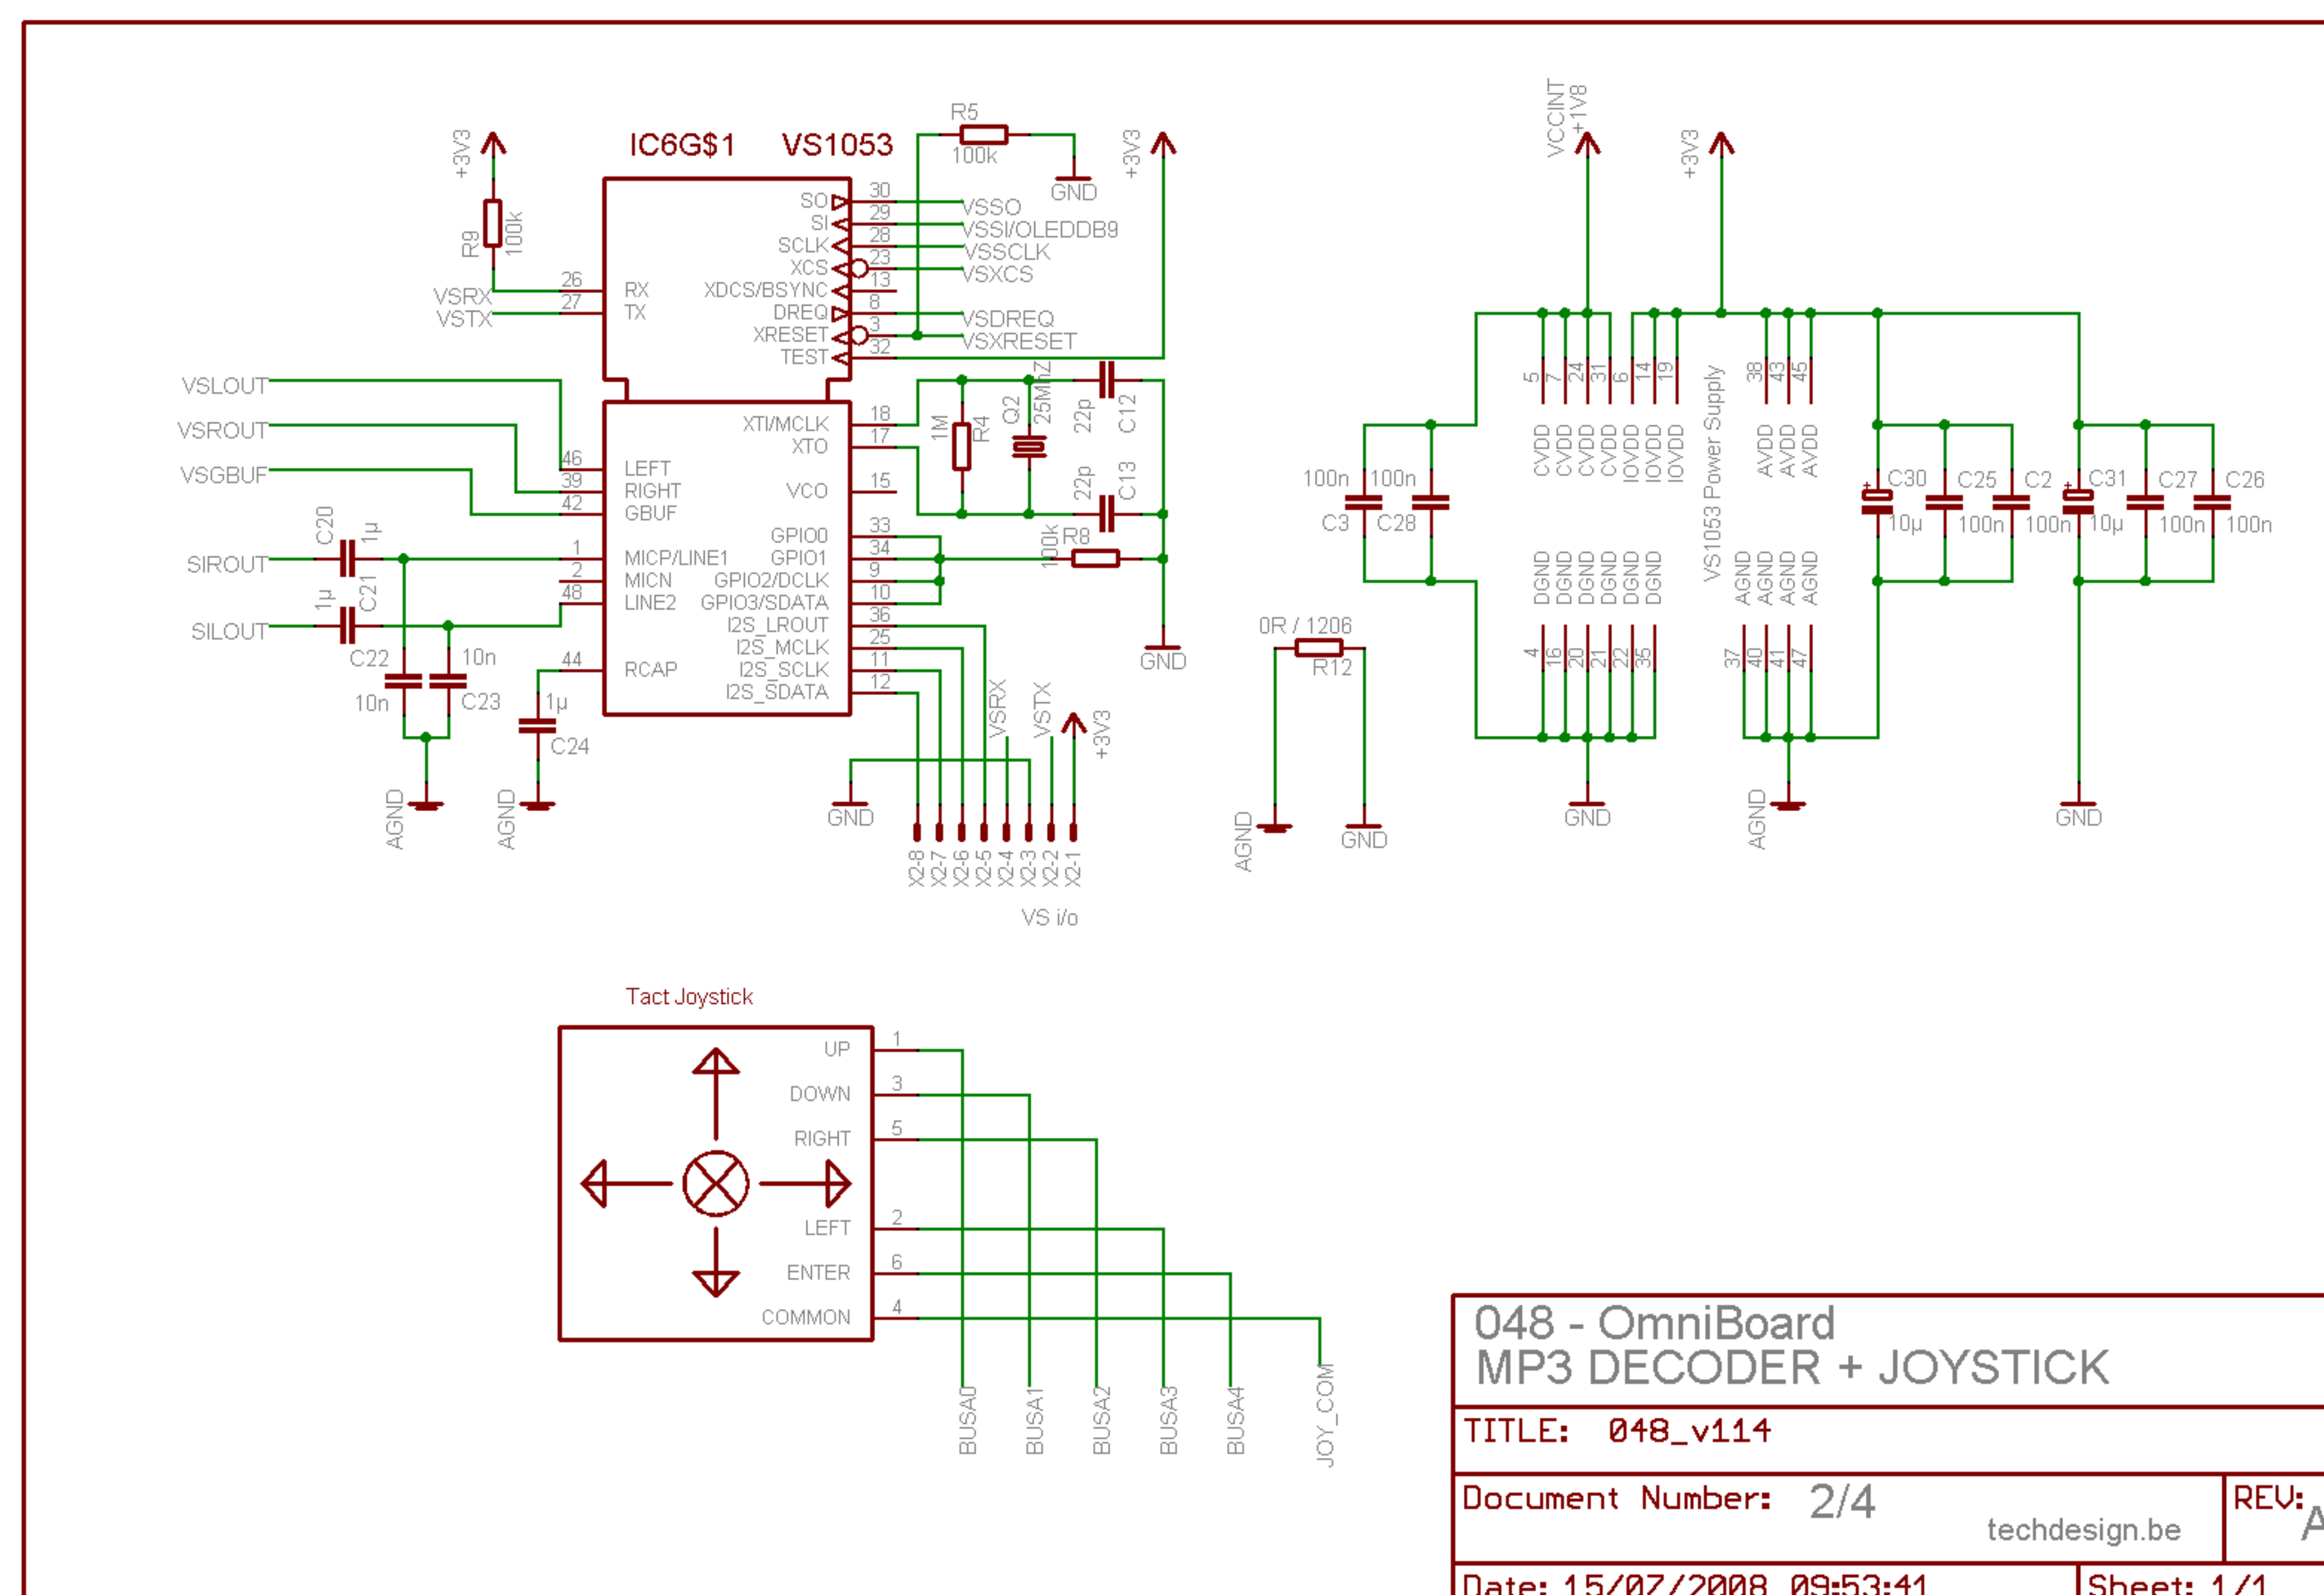 IC6G$1 VS1053
+3V3
R9
100k
R5
100k
GND
+3V3
VSRX
VSTX
26
27
RX
TX
SO 30 VSSO
SI 29 VSSI/OLEDDB9
SCLK 28 VSSCLK
XCS 23 VSXCS
XDCS/BSYNC 13
DREQ 8 VSDREQ
XRESET 3 VSXRESET
TEST 32
VSLOUT
VSROUT
VSGBUF
SIROUT
SILOUT
C20
1µ
1µ
C21
C22
10n
10n
C23
1µ
C24
AGND
AGND
46 LEFT
39 RIGHT
42 GBUF
1 MICP/LINE1
2 MICN
48 LINE2
44 RCAP
XTI/MCLK 18
XTO 17
VCO 15
GPIO0 33
GPIO1 34
GPIO2/DCLK 9
GPIO3/SDATA 10
I2S_LROUT 36
I2S_MCLK 25
I2S_SCLK 11
I2S_SDATA 12
1M
R4
Q2
25MhZ
22p
C12
22p
C13
100k
R8
GND
VSRX
VSTX
+3V3
GND
X2-8
X2-7
X2-6
X2-5
X2-4
X2-3
X2-2
X2-1
VS i/o
0R / 1206
R12
AGND
GND
VCCINT
+1V8
+3V3
5
7
24
31
6
14
19
38
43
45
CVDD
CVDD
CVDD
CVDD
IOVDD
IOVDD
IOVDD
AVDD
AVDD
AVDD
VS1053 Power Supply
DGND
DGND
DGND
DGND
DGND
DGND
AGND
AGND
AGND
AGND
4
16
20
21
22
35
37
40
41
47
100n
C3
100n
C28
C30
10µ
C25
100n
C2
100n
C31
10µ
C27
100n
C26
100n
GND
AGND
GND
Tact Joystick
UP 1
DOWN 3
RIGHT 5
LEFT 2
ENTER 6
COMMON 4
BUSA0
BUSA1
BUSA2
BUSA3
BUSA4
JOY_COM
048 - OmniBoard
MP3 DECODER + JOYSTICK
TITLE: 048_v114
Document Number: 2/4
techdesign.be
REV:
A
Date: 15/07/2008 09:53:41
Sheet: 1/1